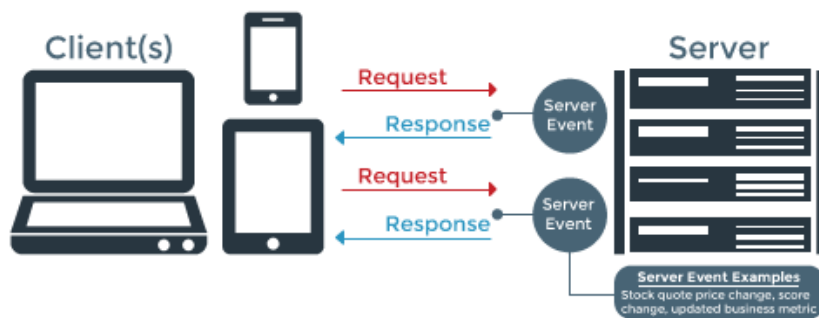 Client(s)
Server
Request
Server
Event
Response
Request
Server
Event
Response
Server Event Examples
Stock quote price change, score
change, updated business metric